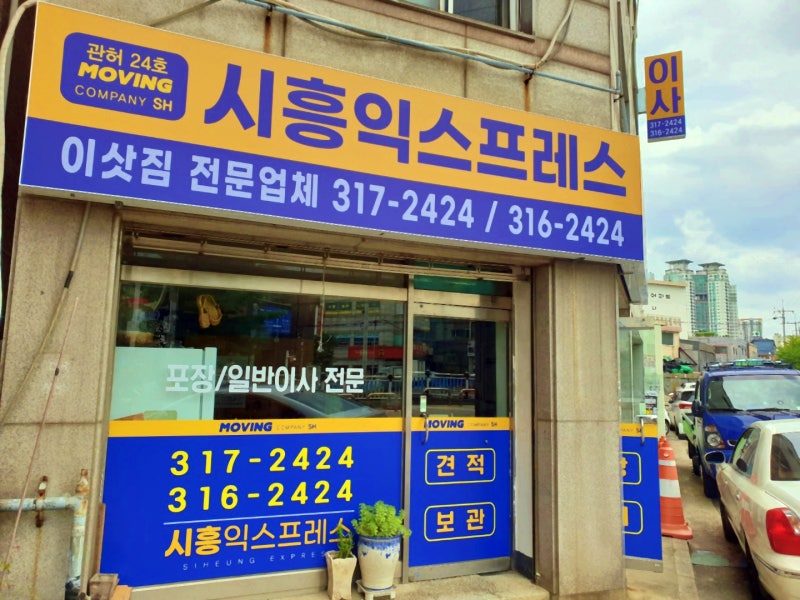 관허 24호
MOVING
COMPANY SH
시흥익스프레스
이삿짐 전문업체 317-2424 / 316-2424
이사
317-2424
316-2424
포장/일반이사 전문
MOVING COMPANY SH
MOVING COMPANY SH
317-2424
316-2424
시흥익스프레스
SIHEUNG EXPRESS
견적
보관